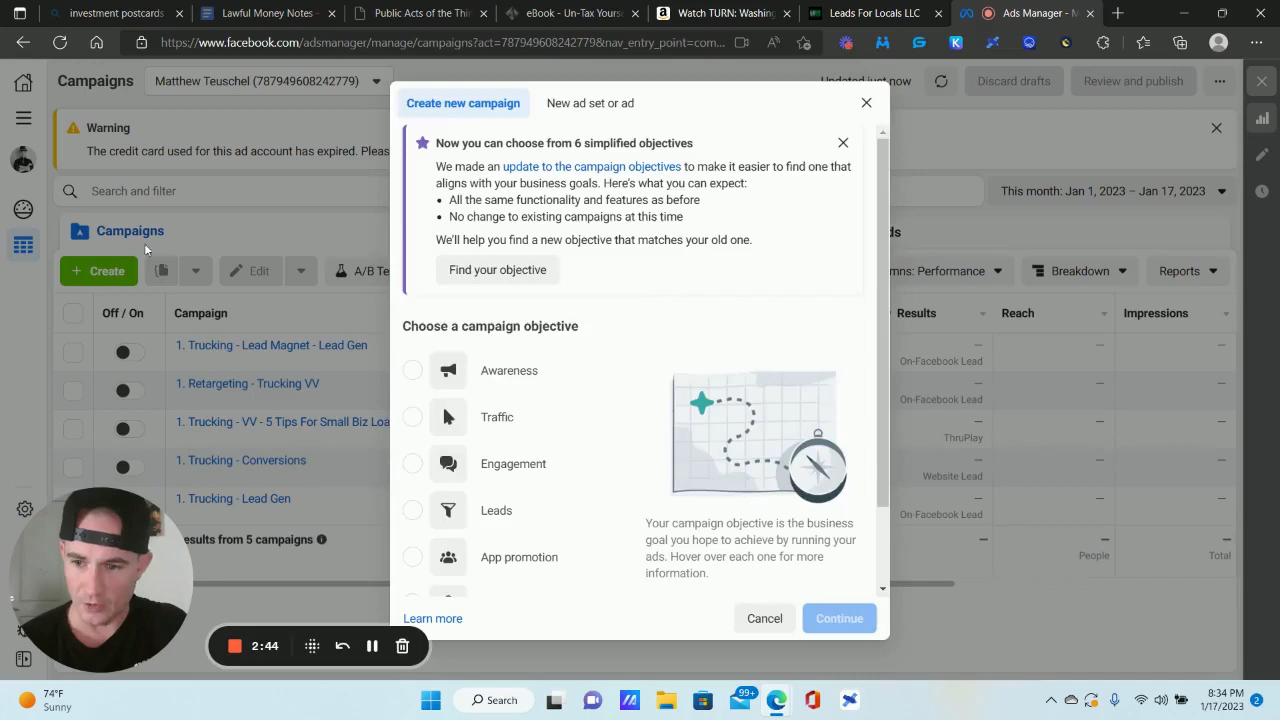 investment postcards
Lawful Money Notes -
Public Acts of the Thir
eBook - Un-Tax Yours
Watch TURN: Washing
Leads For Locals LLC
Ads Manager - M
https://www.facebook.com/adsmanager/manage/campaigns?act=787949608242779&nav_entry_point=com...
Campaigns
Matthew Teuschel (787949608242779)
Updated just now
Discard drafts
Review and publish
Create new campaign
New ad set or ad
Warning
The credit card used for this ad account has expired. Please
Now you can choose from 6 simplified objectives
We made an update to the campaign objectives to make it easier to find one that
aligns with your business goals. Here's what you can expect:
All the same functionality and features as before
No change to existing campaigns at this time
We'll help you find a new objective that matches your old one.
Find your objective
Search and filter
This month: Jan 1, 2023 – Jan 17, 2023
Campaigns
ds
+ Create
Edit
A/B Te
mns: Performance
Breakdown
Reports
Off / On
Campaign
Results
Reach
Impressions
1. Trucking - Lead Magnet - Lead Gen
—
—
—
On-Facebook Lead
1. Retargeting - Trucking VV
—
—
—
On-Facebook Lead
1. Trucking - VV - 5 Tips For Small Biz Loa
—
—
—
ThruPlay
1. Trucking - Conversions
—
—
—
Website Lead
1. Trucking - Lead Gen
—
—
—
On-Facebook Lead
sults from 5 campaigns
—
—
—
People
Total
Choose a campaign objective
Awareness
Traffic
Engagement
Leads
App promotion
Your campaign objective is the business
goal you hope to achieve by running your
ads. Hover over each one for more
information.
Learn more
Cancel
Continue
2:44
74°F
Sunny
Search
99+
8:34 PM
1/17/2023
2